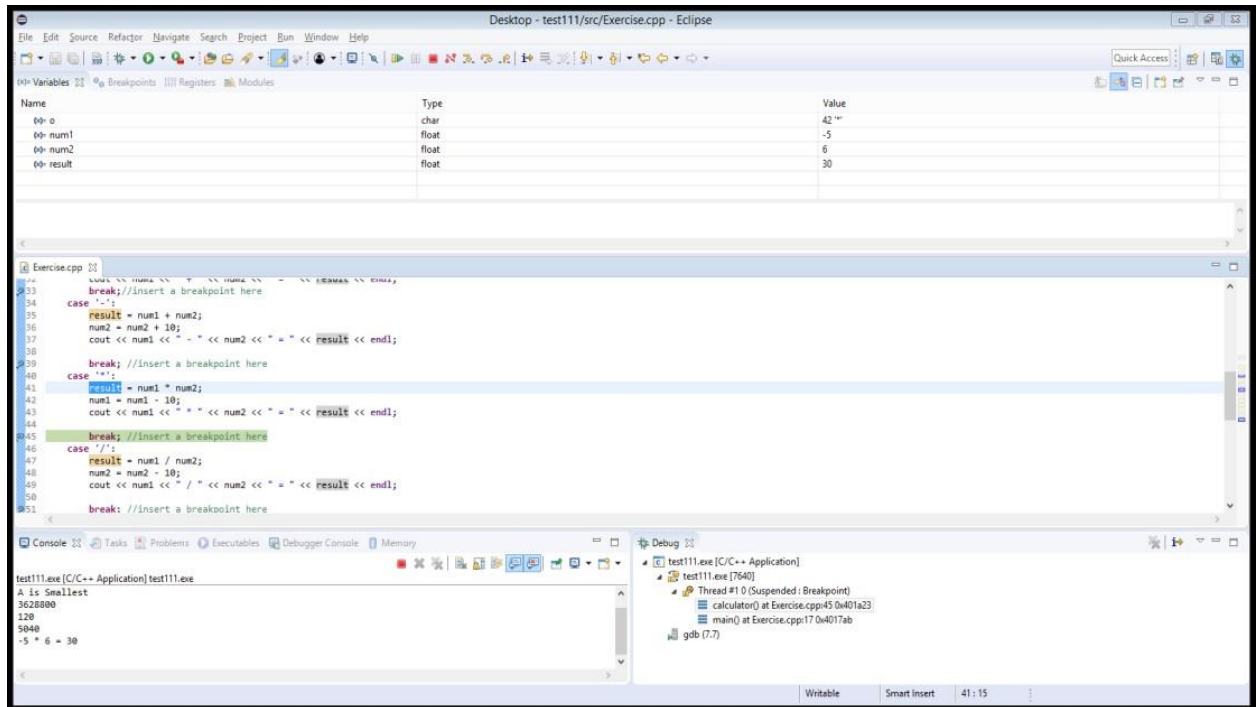 Desktop - test111/src/Exercise.cpp - Eclipse
File Edit Source Refactor Navigate Search Project Run Window Help
Quick Access
(x)= Variables Breakpoints Registers Modules
Name Type Value
(x)= o char 42 '*'
(x)= num1 float -5
(x)= num2 float 6
(x)= result float 30
Exercise.cpp
32 cout << num1 << " + " << num2 << " = " << result << endl;
33 break;//insert a breakpoint here
34 case '-':
35 result = num1 + num2;
36 num2 = num2 + 10;
37 cout << num1 << " - " << num2 << " = " << result << endl;
38
39 break; //insert a breakpoint here
40 case '*':
41 result = num1 * num2;
42 num1 = num1 - 10;
43 cout << num1 << " * " << num2 << " = " << result << endl;
44
45 break; //insert a breakpoint here
46 case '/':
47 result = num1 / num2;
48 num2 = num2 - 10;
49 cout << num1 << " / " << num2 << " = " << result << endl;
50
51 break; //insert a breakpoint here
Console Tasks Problems Executables Debugger Console Memory
test111.exe [C/C++ Application] test111.exe
A is Smallest
3628800
120
5040
-5 * 6 = 30
Debug
test111.exe [C/C++ Application]
test111.exe [7640]
Thread #1 0 (Suspended : Breakpoint)
calculator() at Exercise.cpp:45 0x401a23
main() at Exercise.cpp:17 0x4017ab
gdb (7.7)
Writable Smart Insert 41 : 15